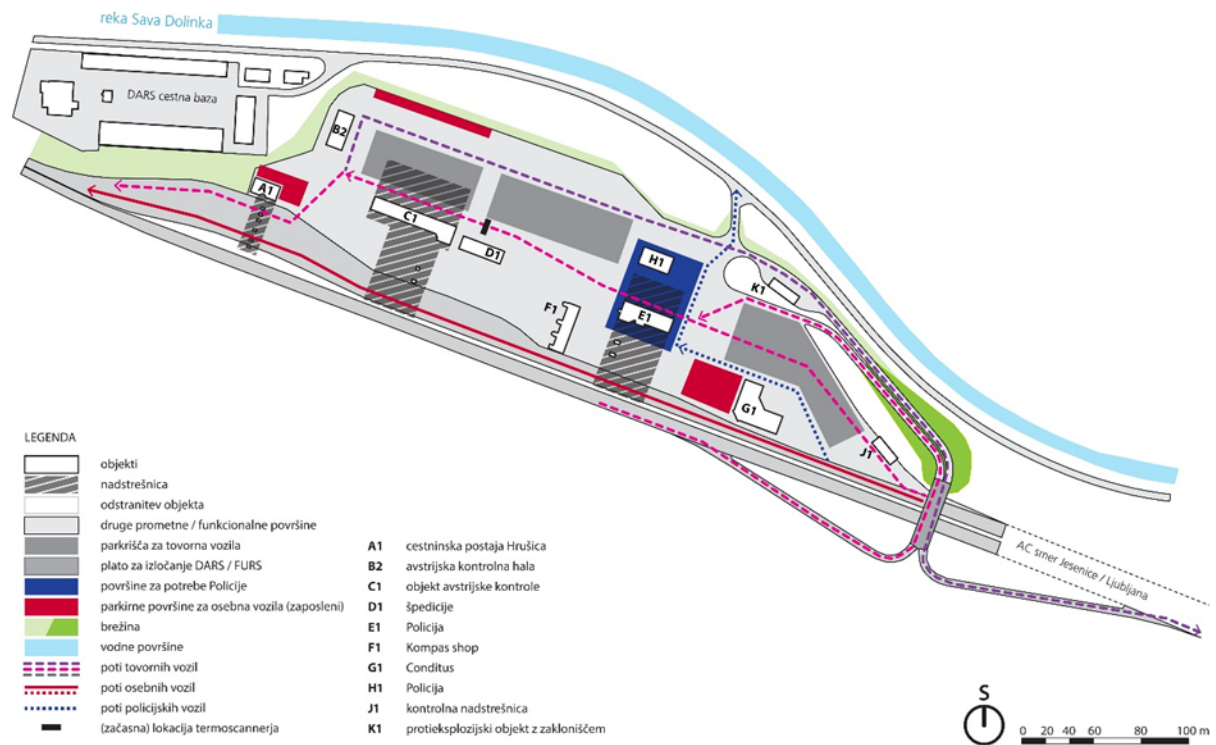 reka Sava Dolinka
DARS cestna baza
B2
A1
C1
D1
H1
E1
F1
K1
G1
J1
AC smer Jesenice / Ljubljana
LEGENDA
objekti
nadstrešnica
odstranitev objekta
druge prometne / funkcionalne površine
parkrišča za tovorna vozila
plato za izločanje DARS / FURS
površine za potrebe Policije
parkirne površine za osebna vozila (zaposleni)
brežina
vodne površine
poti tovornih vozil
poti osebnih vozil
poti policijskih vozil
(začasna) lokacija termoscannerja
A1 cestninska postaja Hrušica
B2 avstrijska kontrolna hala
C1 objekt avstrijske kontrole
D1 špedicije
E1 Policija
F1 Kompas shop
G1 Conditus
H1 Policija
J1 kontrolna nadstrešnica
K1 protieksplozijski objekt z zakloniščem
S
0 20 40 60 80 100 m